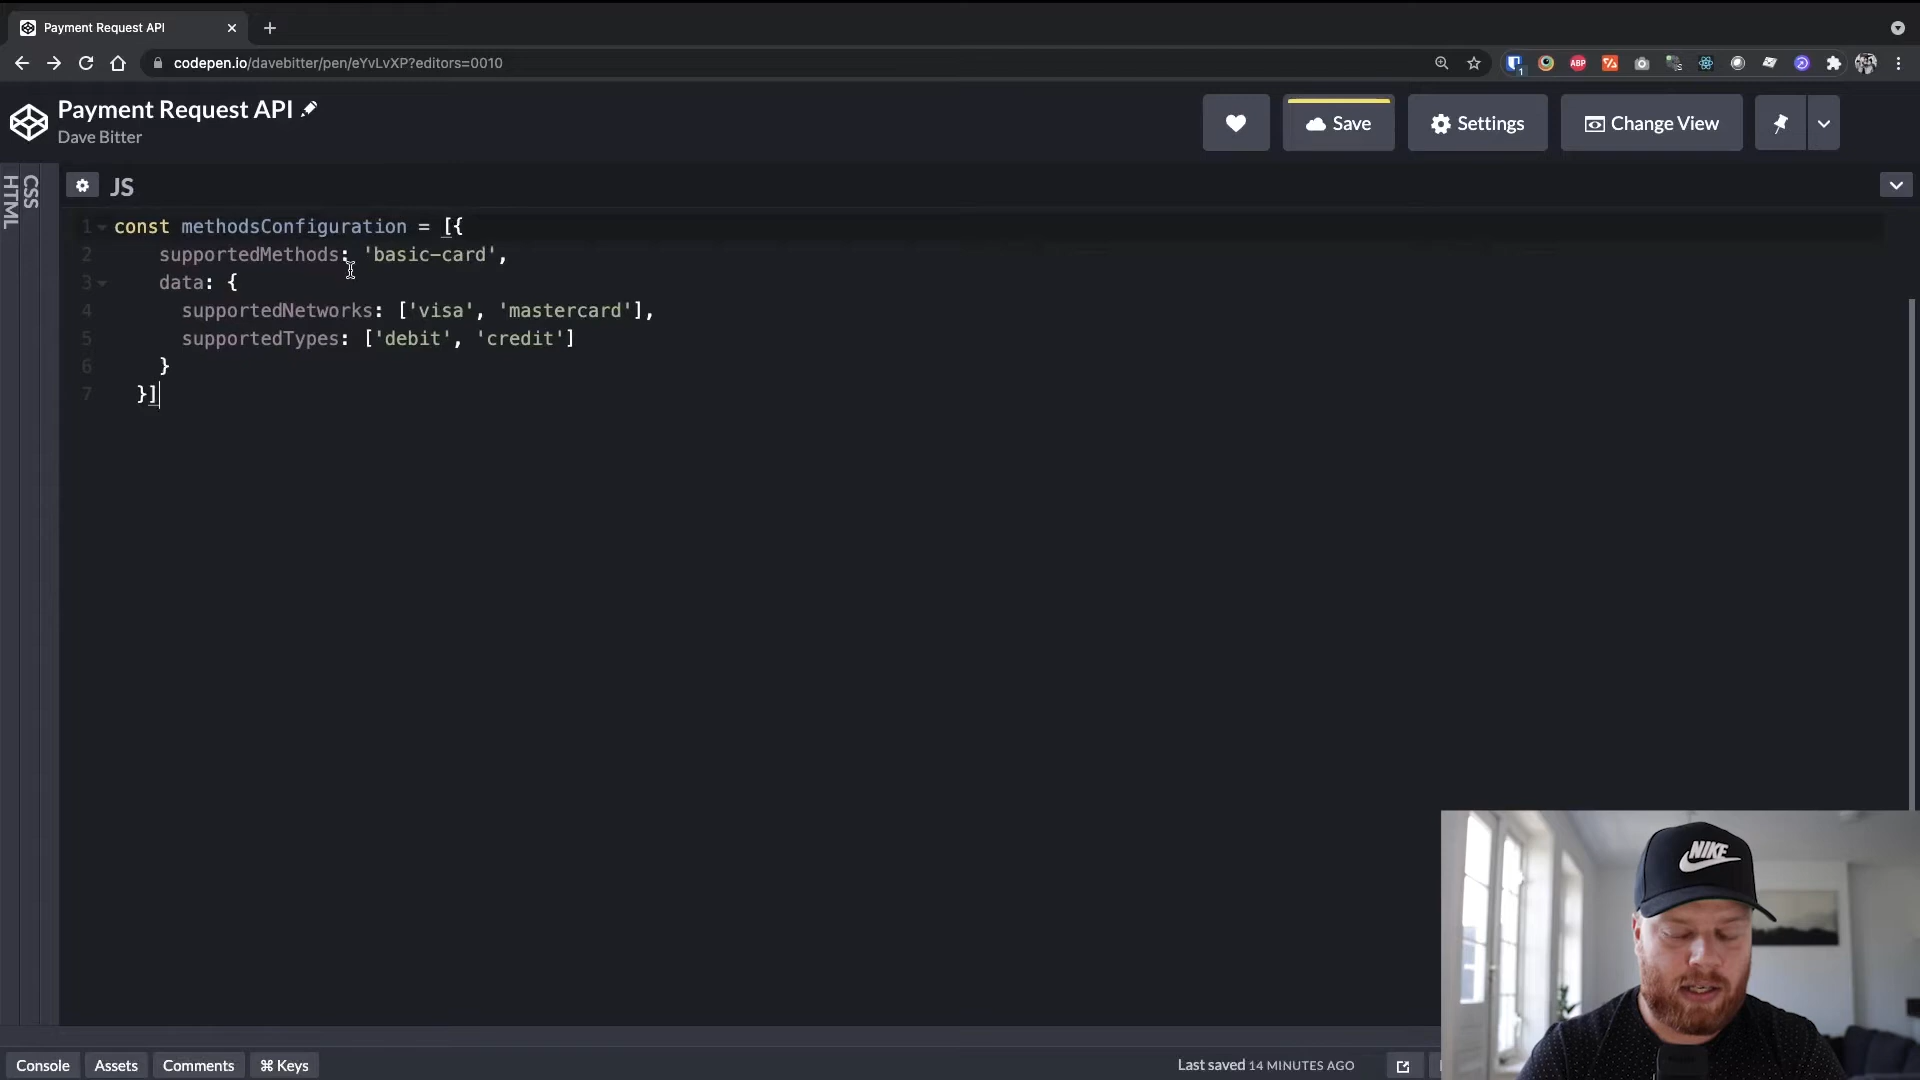 Payment Request API
codepen.io/davebitter/pen/eYvLvXP?editors=0010
1
ABP
Payment Request API
Dave Bitter
Save
Settings
Change View
HTML
CSS
JS
1 const methodsConfiguration = [{
2 supportedMethods: 'basic-card',
3 data: {
4 supportedNetworks: ['visa', 'mastercard'],
5 supportedTypes: ['debit', 'credit']
6 }
7 }]
NIKE
Console
Assets
Comments
⌘ Keys
Last saved 14 MINUTES AGO